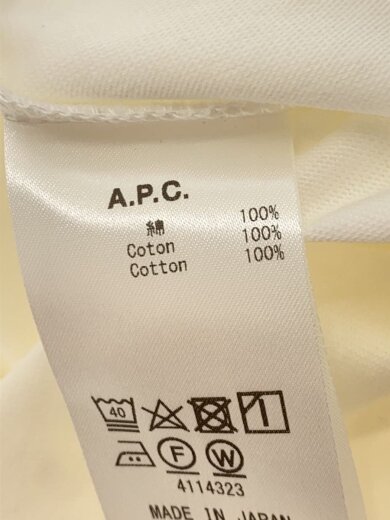 A.P.C.
綿 100%
Coton 100%
Cotton 100%
40
F W
4114323
MADE IN JAPAN